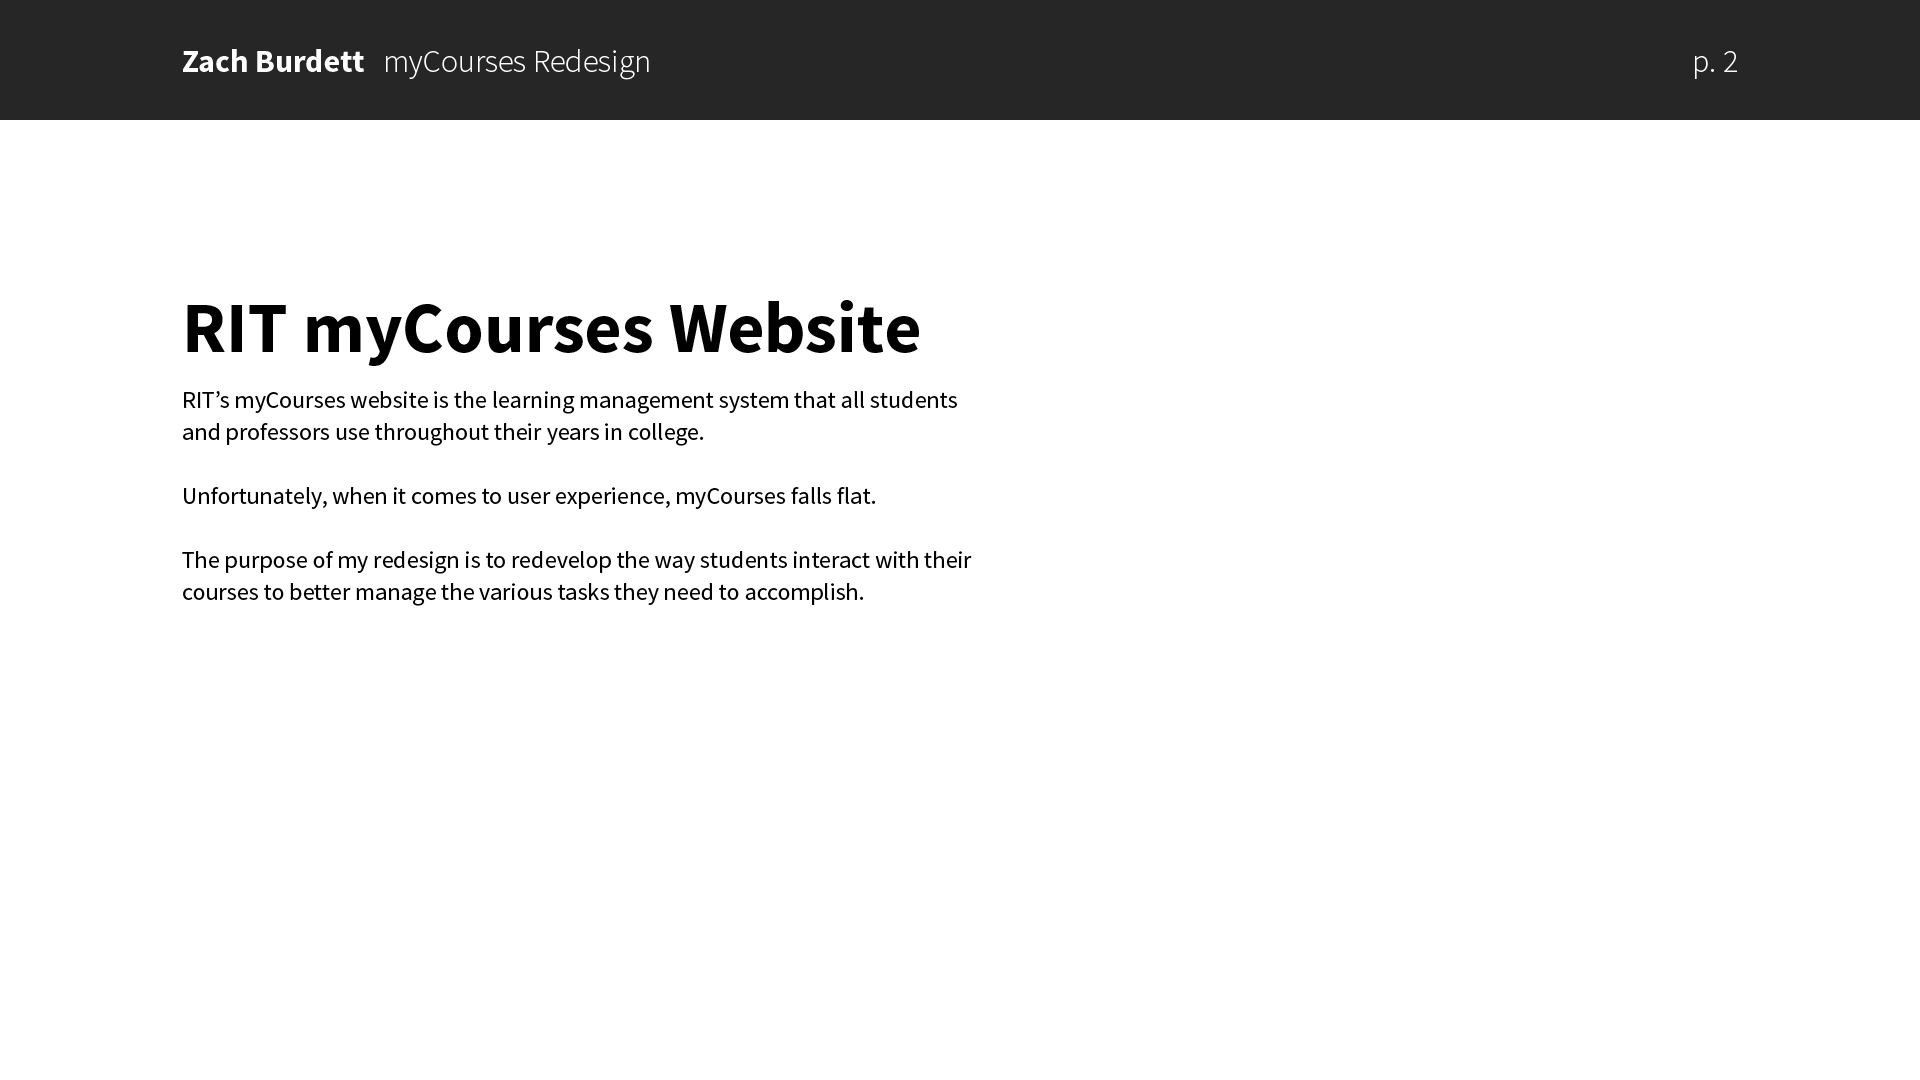 Zach Burdett myCourses Redesign p. 2
RIT myCourses Website
RIT’s myCourses website is the learning management system that all students
and professors use throughout their years in college.
Unfortunately, when it comes to user experience, myCourses falls flat.
The purpose of my redesign is to redevelop the way students interact with their
courses to better manage the various tasks they need to accomplish.